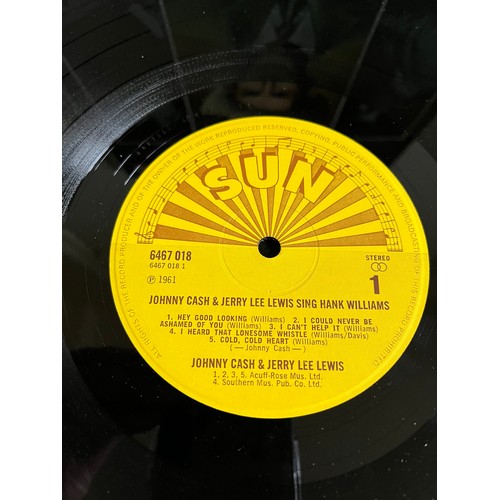 ALL RIGHTS OF THE RECORD PRODUCER AND OF THE OWNER OF THE WORK REPRODUCED RESERVED. COPYING, PUBLIC PERFORMANCE AND BROADCASTING OF THIS RECORD PROHIBITED.
SUN
6467 018
6467 018 1
STEREO
℗ 1961
1
JOHNNY CASH & JERRY LEE LEWIS SING HANK WILLIAMS
1. HEY GOOD LOOKING (Williams) 2. I COULD NEVER BE
ASHAMED OF YOU (Williams) 3. I CAN'T HELP IT (Williams)
4. I HEARD THAT LONESOME WHISTLE (Williams/Davis)
5. COLD, COLD HEART (Williams)
(— Johnny Cash —)
JOHNNY CASH & JERRY LEE LEWIS
1, 2, 3, 5. Acuff-Rose Mus. Ltd.
4. Southern Mus. Pub. Co. Ltd.